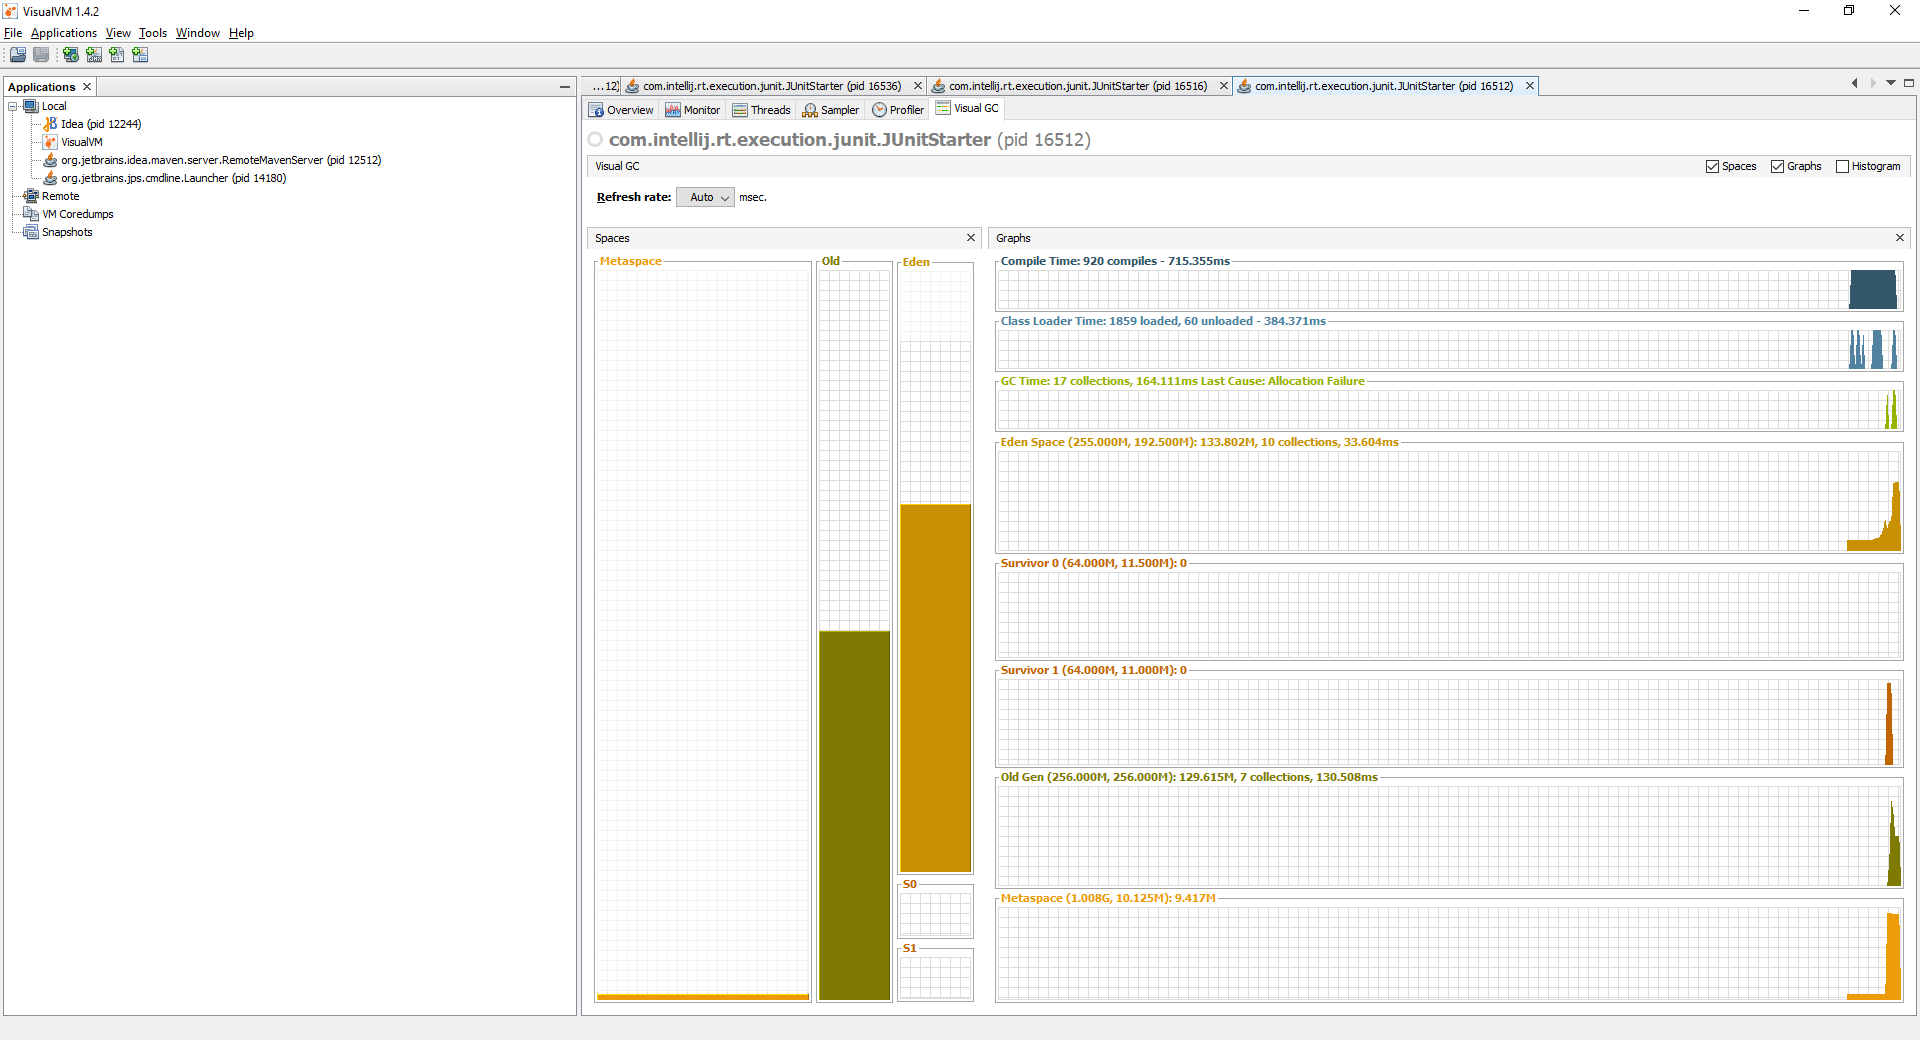 VisualVM 1.4.2
File Applications View Tools Window Help
Applications
Local
Idea (pid 12244)
VisualVM
org.jetbrains.idea.maven.server.RemoteMavenServer (pid 12512)
org.jetbrains.jps.cmdline.Launcher (pid 14180)
Remote
VM Coredumps
Snapshots
...12) com.intellij.rt.execution.junit.JUnitStarter (pid 16536) com.intellij.rt.execution.junit.JUnitStarter (pid 16516) com.intellij.rt.execution.junit.JUnitStarter (pid 16512)
Overview Monitor Threads Sampler Profiler Visual GC
com.intellij.rt.execution.junit.JUnitStarter (pid 16512)
Visual GC Spaces Graphs Histogram
Refresh rate: Auto msec.
Spaces
Metaspace Old Eden
S0
S1
Graphs
Compile Time: 920 compiles - 715.355ms
Class Loader Time: 1859 loaded, 60 unloaded - 384.371ms
GC Time: 17 collections, 164.111ms Last Cause: Allocation Failure
Eden Space (255.000M, 192.500M): 133.802M, 10 collections, 33.604ms
Survivor 0 (64.000M, 11.500M): 0
Survivor 1 (64.000M, 11.000M): 0
Old Gen (256.000M, 256.000M): 129.615M, 7 collections, 130.508ms
Metaspace (1.008G, 10.125M): 9.417M